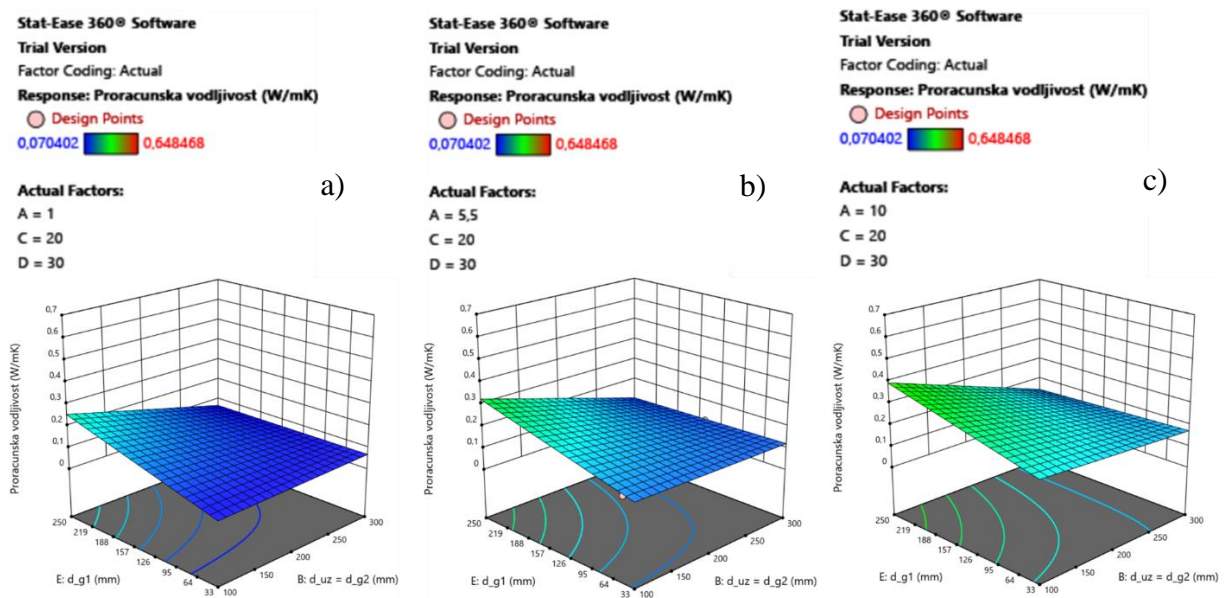 Stat-Ease 360® Software
Trial Version
Factor Coding: Actual
Response: Proracunska vodljivost (W/mK)
Design Points
0,070402 0,648468
a)
Actual Factors:
A = 1
C = 20
D = 30
0,7
0,6
0,5
0,4
0,3
0,2
0,1
0
Proracunska vodljivost (W/mK)
250
219
188
157
126
95
64
33
100
150
200
250
300
E: d_g1 (mm)
B: d_uz = d_g2 (mm)
Stat-Ease 360® Software
Trial Version
Factor Coding: Actual
Response: Proracunska vodljivost (W/mK)
Design Points
0,070402 0,648468
b)
Actual Factors:
A = 5,5
C = 20
D = 30
0,7
0,6
0,5
0,4
0,3
0,2
0,1
0
Proracunska vodljivost (W/mK)
250
219
188
157
126
95
64
33
100
150
200
250
300
E: d_g1 (mm)
B: d_uz = d_g2 (mm)
Stat-Ease 360® Software
Trial Version
Factor Coding: Actual
Response: Proracunska vodljivost (W/mK)
Design Points
0,070402 0,648468
c)
Actual Factors:
A = 10
C = 20
D = 30
0,7
0,6
0,5
0,4
0,3
0,2
0,1
0
Proracunska vodljivost (W/mK)
250
219
188
157
126
95
64
33
100
150
200
250
300
E: d_g1 (mm)
B: d_uz = d_g2 (mm)